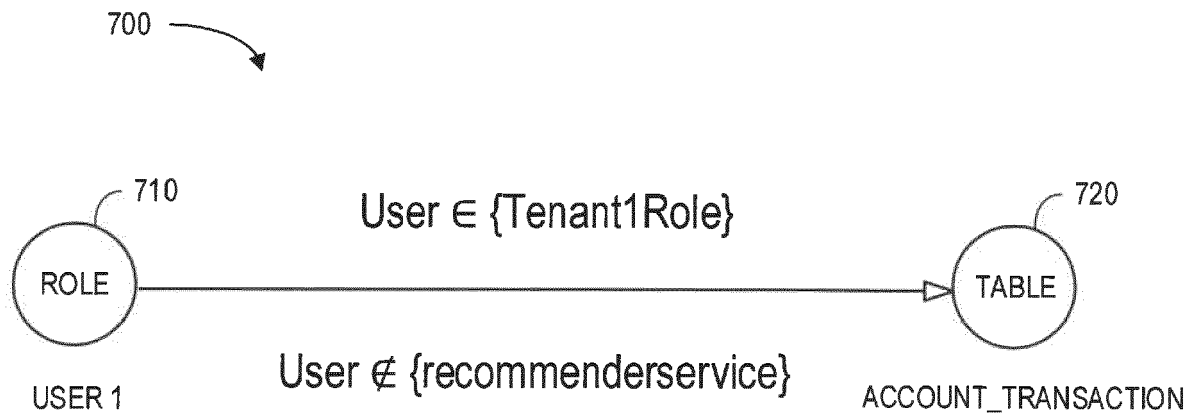 700
710
User ∈ {Tenant1Role}
720
ROLE
TABLE
User ∉ {recommenderservice}
USER 1
ACCOUNT_TRANSACTION